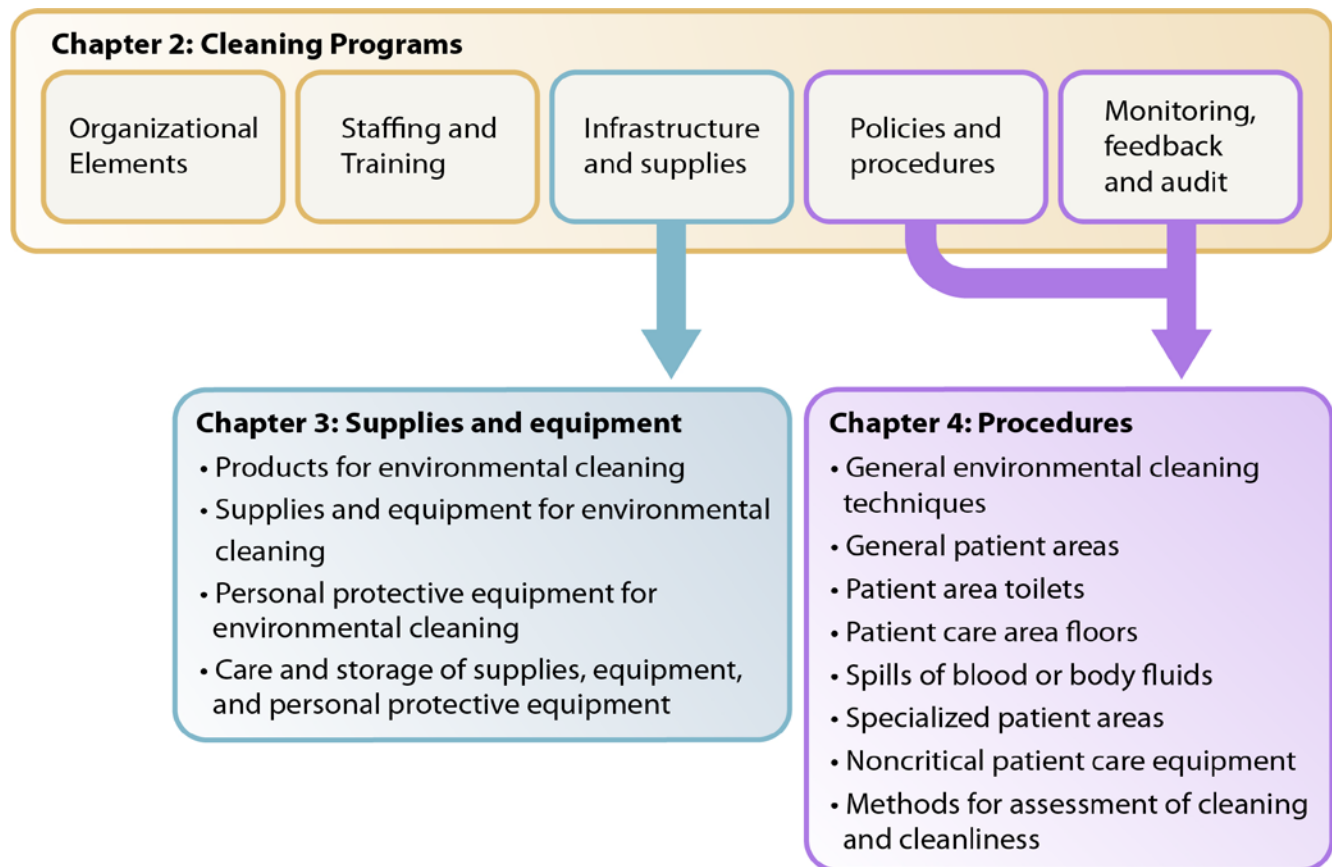 Chapter 2: Cleaning Programs
Organizational
Elements
Staffing and
Training
Infrastructure
and supplies
Policies and
procedures
Monitoring,
feedback
and audit
Chapter 3: Supplies and equipment
• Products for environmental cleaning
• Supplies and equipment for environmental
cleaning
• Personal protective equipment for
environmental cleaning
• Care and storage of supplies, equipment,
and personal protective equipment
Chapter 4: Procedures
• General environmental cleaning
techniques
• General patient areas
• Patient area toilets
• Patient care area floors
• Spills of blood or body fluids
• Specialized patient areas
• Noncritical patient care equipment
• Methods for assessment of cleaning
and cleanliness